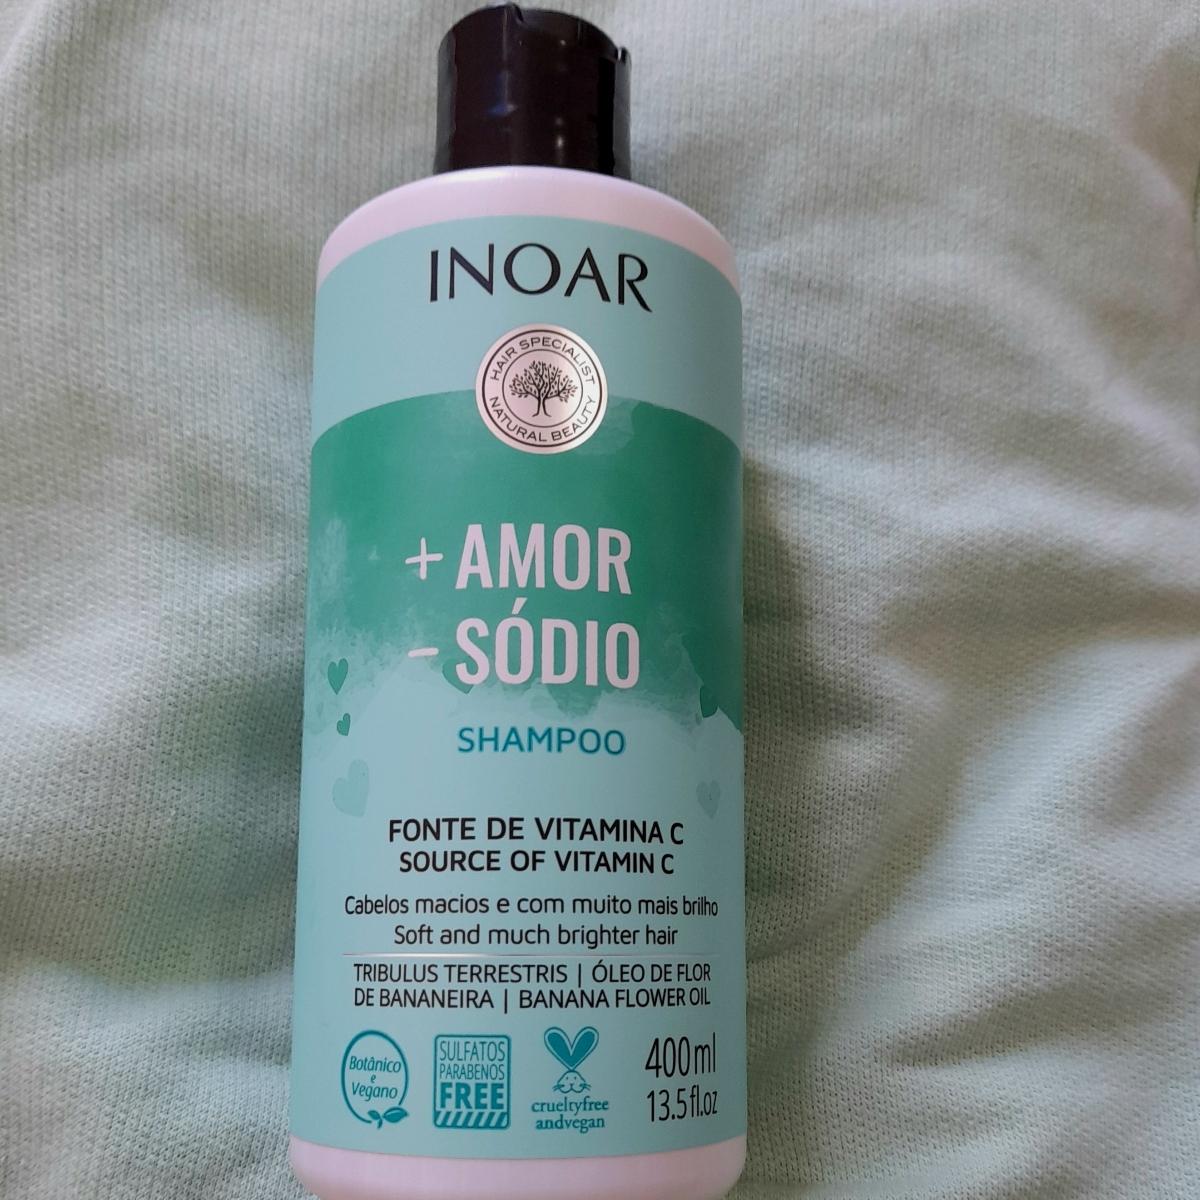 INOAR
HAIR SPECIALIST
NATURAL BEAUTY
+ AMOR
- SÓDIO
SHAMPOO
FONTE DE VITAMINA C
SOURCE OF VITAMIN C
Cabelos macios e com muito mais brilho
Soft and much brighter hair
TRIBULUS TERRESTRIS | ÓLEO DE FLOR
DE BANANEIRA | BANANA FLOWER OIL
Botânico
e
Vegano
SULFATOS
PARABENOS
FREE
crueltyfree
andvegan
400ml
13.5fl.oz